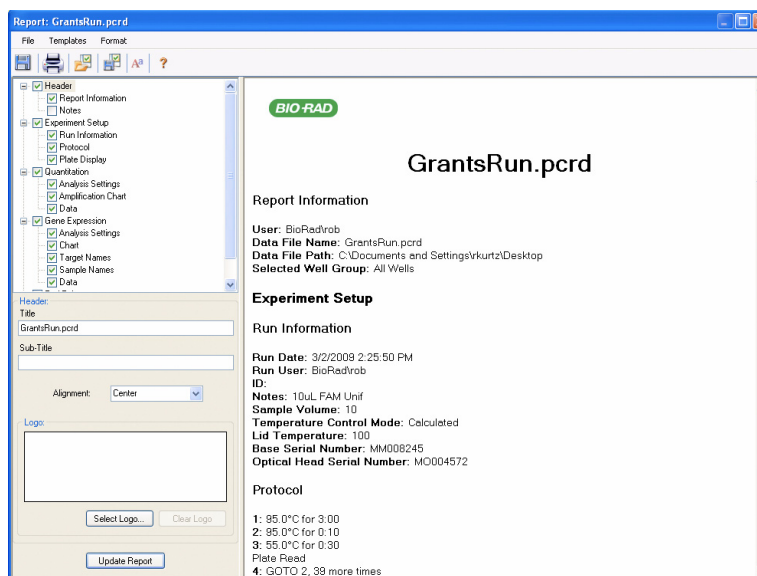 Report: GrantsRun.pcrd
File Templates Format
Header
Report Information
Notes
Experiment Setup
Run Information
Protocol
Plate Display
Quantitation
Analysis Settings
Amplification Chart
Data
Gene Expression
Analysis Settings
Chart
Target Names
Sample Names
Data
Header:
Title
GrantsRun.pcrd
Sub-Title
Alignment: Center
Logo:
Select Logo... Clear Logo
Update Report
BIO-RAD
GrantsRun.pcrd
Report Information
User: BioRad\rob
Data File Name: GrantsRun.pcrd
Data File Path: C:\Documents and Settings\rkurtz\Desktop
Selected Well Group: All Wells
Experiment Setup
Run Information
Run Date: 3/2/2009 2:25:50 PM
Run User: BioRad\rob
ID:
Notes: 10uL FAM Unif
Sample Volume: 10
Temperature Control Mode: Calculated
Lid Temperature: 100
Base Serial Number: MM008245
Optical Head Serial Number: MO004572
Protocol
1: 95.0°C for 3:00
2: 95.0°C for 0:10
3: 55.0°C for 0:30
Plate Read
4: GOTO 2, 39 more times